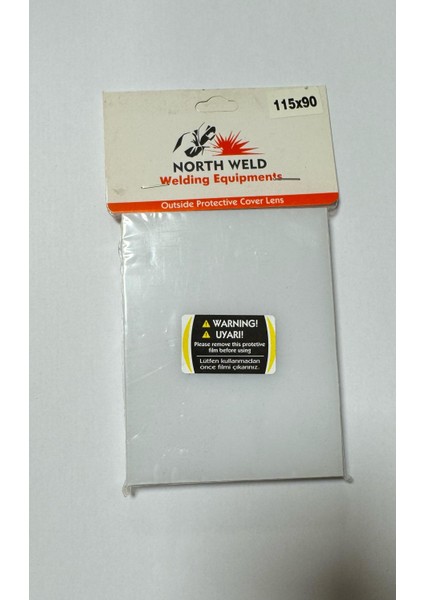 115x90
NORTH WELD
Welding Equipments
Outside Protective Cover Lens
WARNING!
UYARI!
Please remove this protetive
film before using
Lütfen kullanmadan
önce filmi çıkarınız.